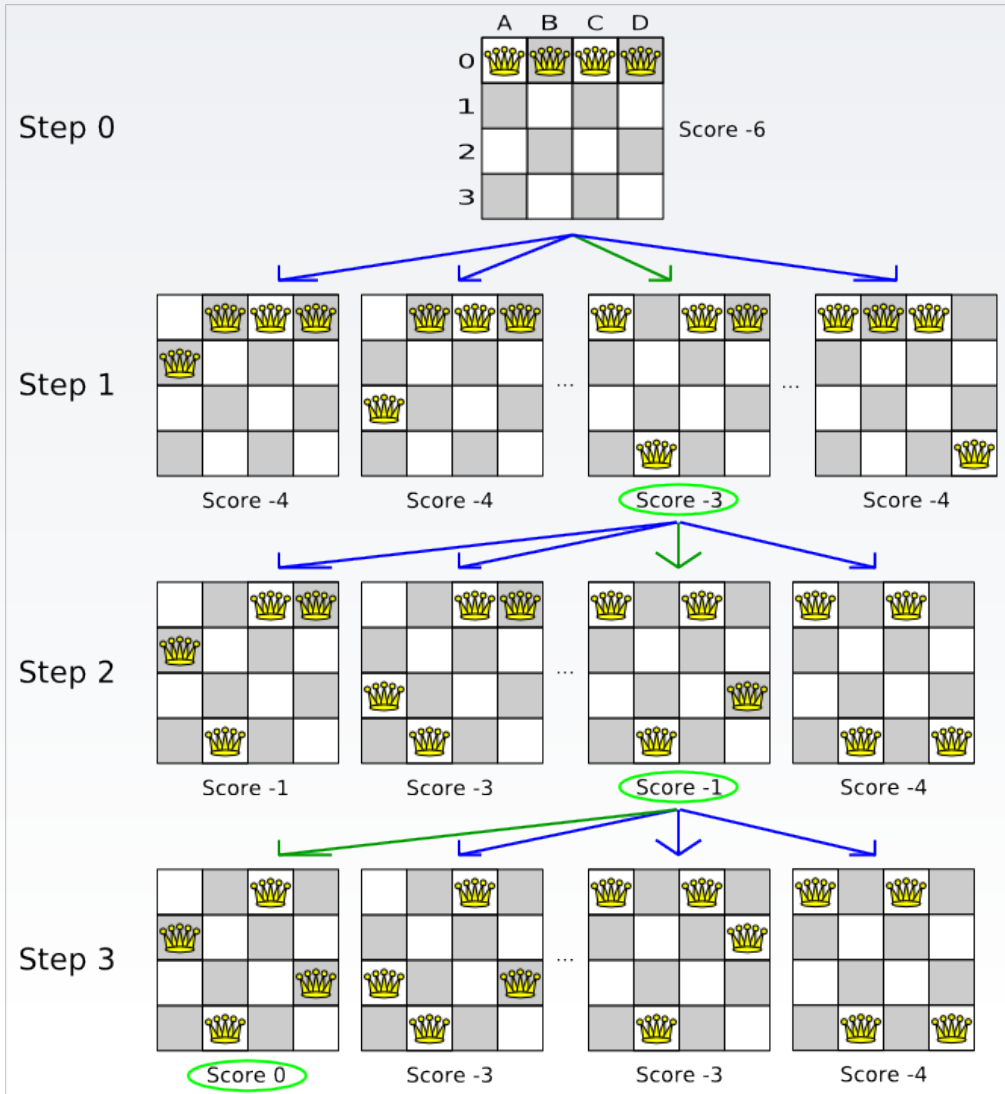 A B C D
0
1
Step 0
Score -6
2
3
... ...
Step 1
Score -4 Score -4 Score -3 Score -4
...
Step 2
Score -1 Score -3 Score -1 Score -4
...
Step 3
Score 0 Score -3 Score -3 Score -4